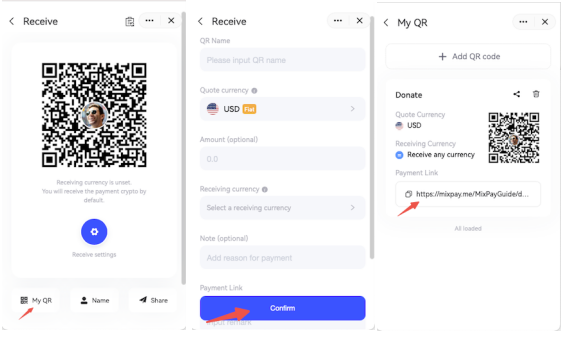 Receive
Receiving currency is unset.
You will receive the payment crypto by
default.
Receive settings
My QR
Name
Share
Receive
QR Name
Please input QR name
Quote currency
USD Fiat
Amount (optional)
0.0
Receiving currency
Select a receiving currency
Note (optional)
Add reason for payment
Payment Link
Confirm
Input remark
My QR
+ Add QR code
Donate
Quote Currency
USD
Receiving Currency
Receive any currency
Payment Link
https://mixpay.me/MixPayGuide/d...
All loaded